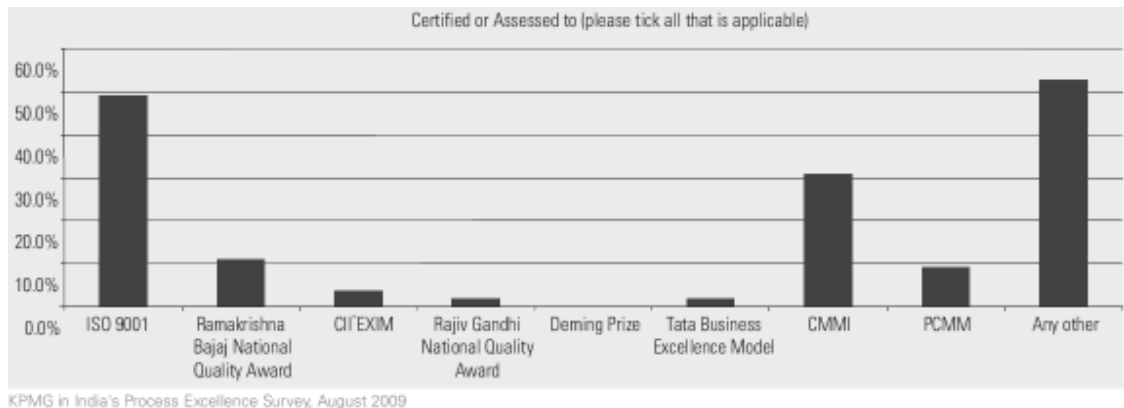 Certified or Assessed to (please tick all that is applicable)
60.0%
50.0%
40.0%
30.0%
20.0%
10.0%
0.0%
ISO 9001
Ramakrishna
Bajaj National
Quality Award
CII-EXIM
Rajiv Gandhi
National Quality
Award
Deming Prize
Tata Business
Excellence Model
CMMI
PCMM
Any other
KPMG in India's Process Excellence Survey, August 2009